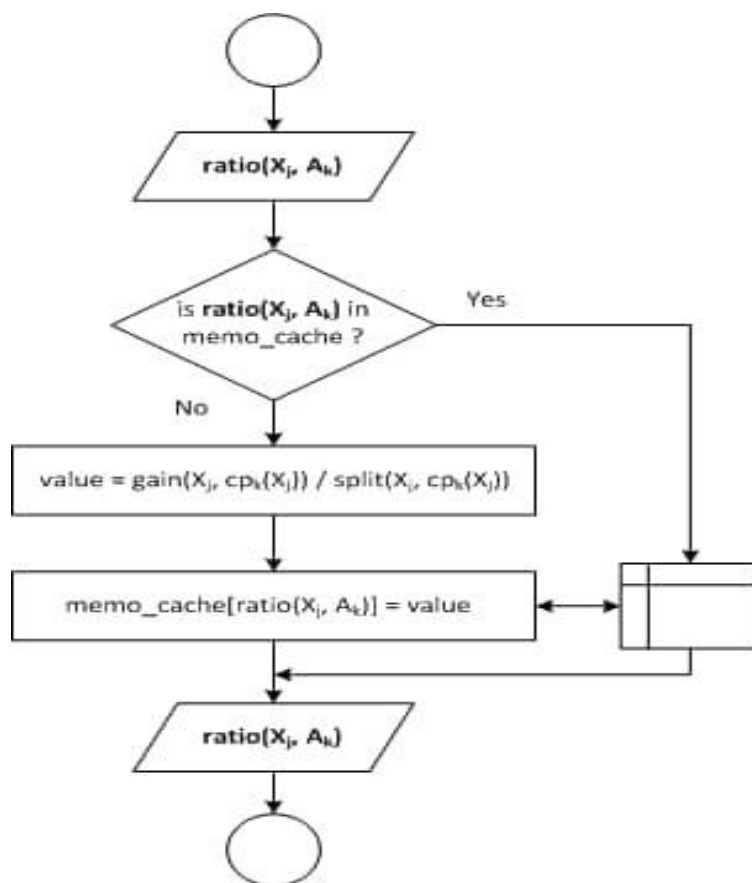 ratio(Xⱼ, Aₖ)
is ratio(Xⱼ, Aₖ) in
memo_cache ?
Yes
No
value = gain(Xⱼ, cpₖ(Xⱼ)) / split(Xⱼ, cpₖ(Xⱼ))
memo_cache[ratio(Xⱼ, Aₖ)] = value
ratio(Xⱼ, Aₖ)